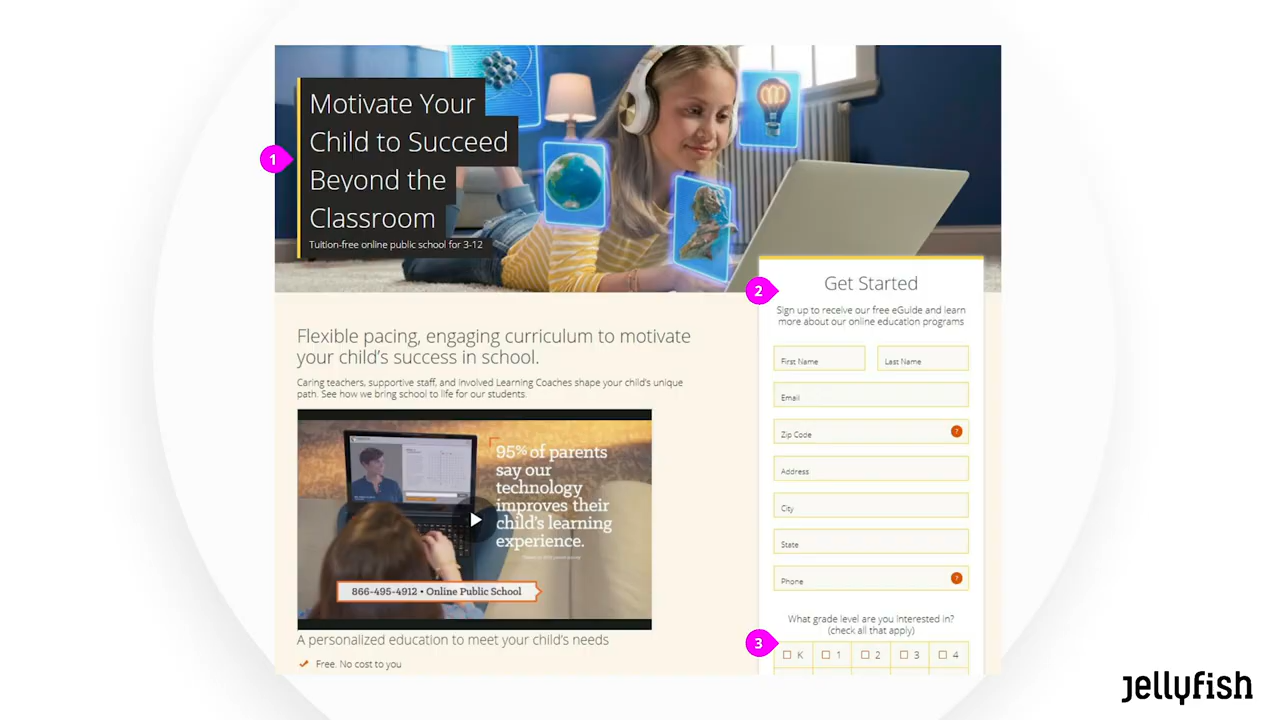 1
Motivate Your
Child to Succeed
Beyond the
Classroom
Tuition-free online public school for 3-12
2
Get Started
Sign up to receive our free eGuide and learn
more about our online education programs
First Name
Last Name
Email
Zip Code
?
Address
City
State
Phone
?
What grade level are you interested in?
(check all that apply)
3
K
1
2
3
4
Flexible pacing, engaging curriculum to motivate
your child's success in school.
Caring teachers, supportive staff, and involved Learning Coaches shape your child's unique
path. See how we bring school to life for our students.
95% of parents
say our
technology
improves their
child's learning
experience.
866-495-4912 • Online Public School
A personalized education to meet your child's needs
Free. No cost to you
jellyfish